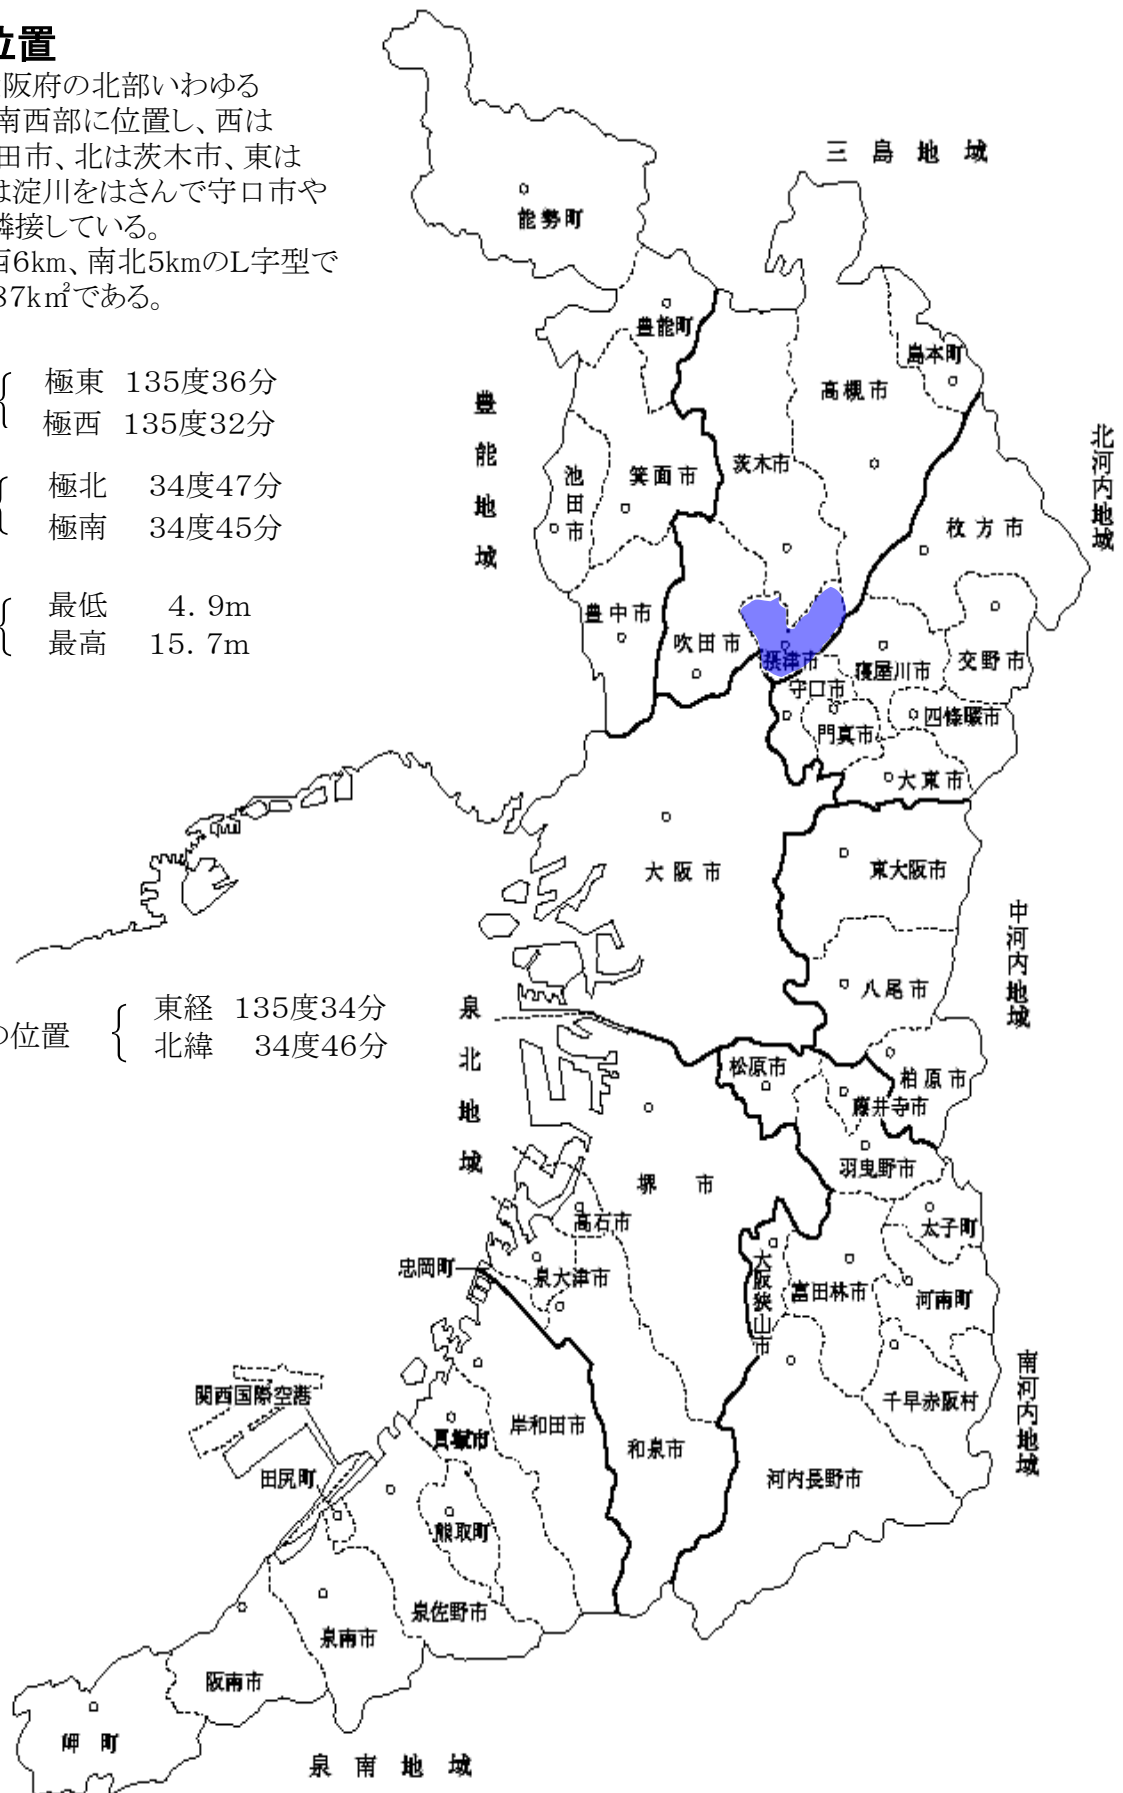 位置
阪府の北部いわゆる
南西部に位置し、西は
田市、北は茨木市、東は
は淀川をはさんで守口市や
隣接している。
西6km、南北5kmのL字型で
87k㎡である。
極東 135度36分
極西 135度32分
極北 34度47分
極南 34度45分
最低 4.9m
最高 15.7m
の位置
東経 135度34分
北緯 34度46分
三島地域
能勢町
豊能町
島本町
高槻市
豊能地域
北河内地域
茨木市
池田市
箕面市
枚方市
豊中市
吹田市
摂津市
寝屋川市
交野市
守口市
門真市
四條畷市
大東市
大阪市
東大阪市
中河内地域
八尾市
泉北地域
松原市
柏原市
藤井寺市
羽曳野市
堺市
高石市
太子町
忠岡町
泉大津市
大阪狭山市
富田林市
河南町
南河内地域
関西国際空港
千早赤阪村
岸和田市
貝塚市
和泉市
河内長野市
田尻町
熊取町
泉佐野市
泉南市
阪南市
岬町
泉南地域